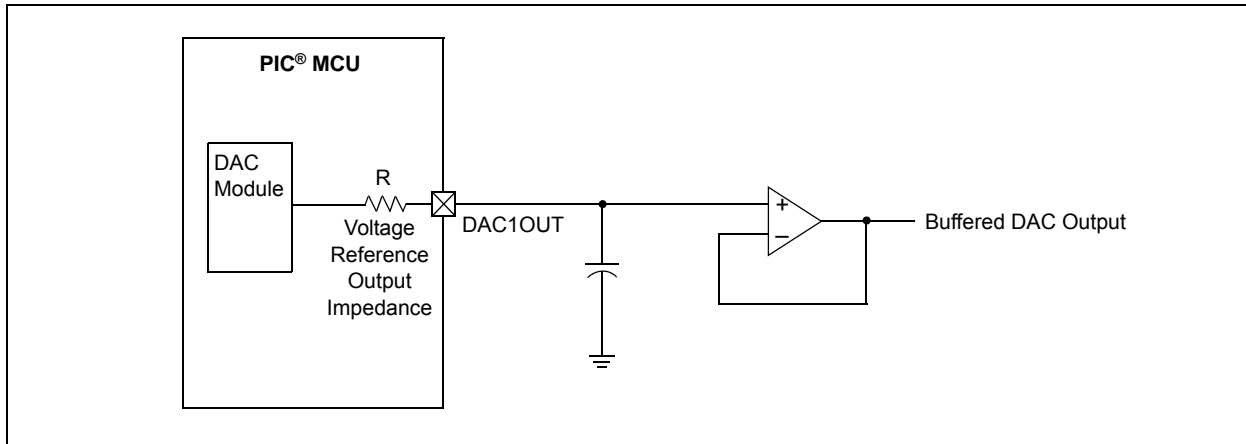 PIC® MCU
DAC
Module
R
Voltage
Reference
Output
Impedance
DAC1OUT
+
–
Buffered DAC Output